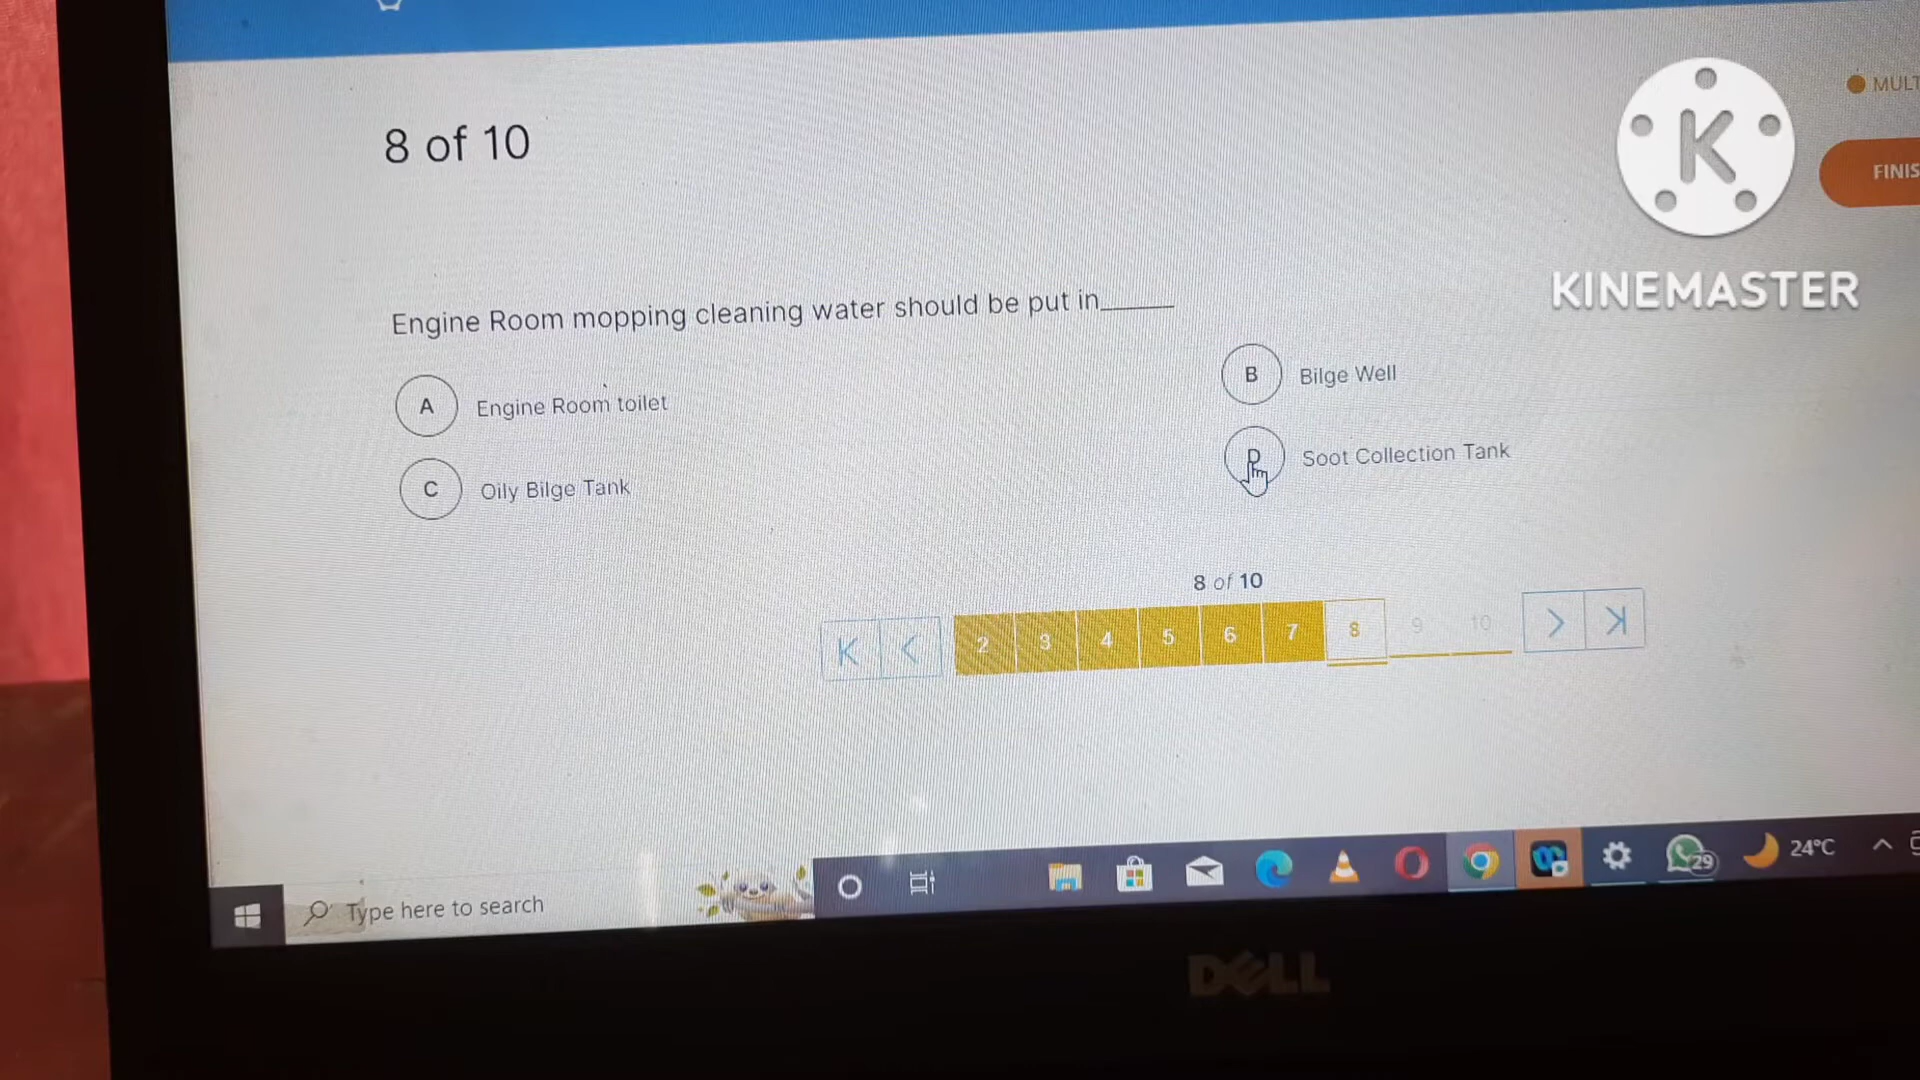 MULT
8 of 10
K
FINIS
KINEMASTER
Engine Room mopping cleaning water should be put in______
A Engine Room toilet
B Bilge Well
C Oily Bilge Tank
D Soot Collection Tank
8 of 10
2 3 4 5 6 7 8 9 10
Type here to search
29
24°C
DELL